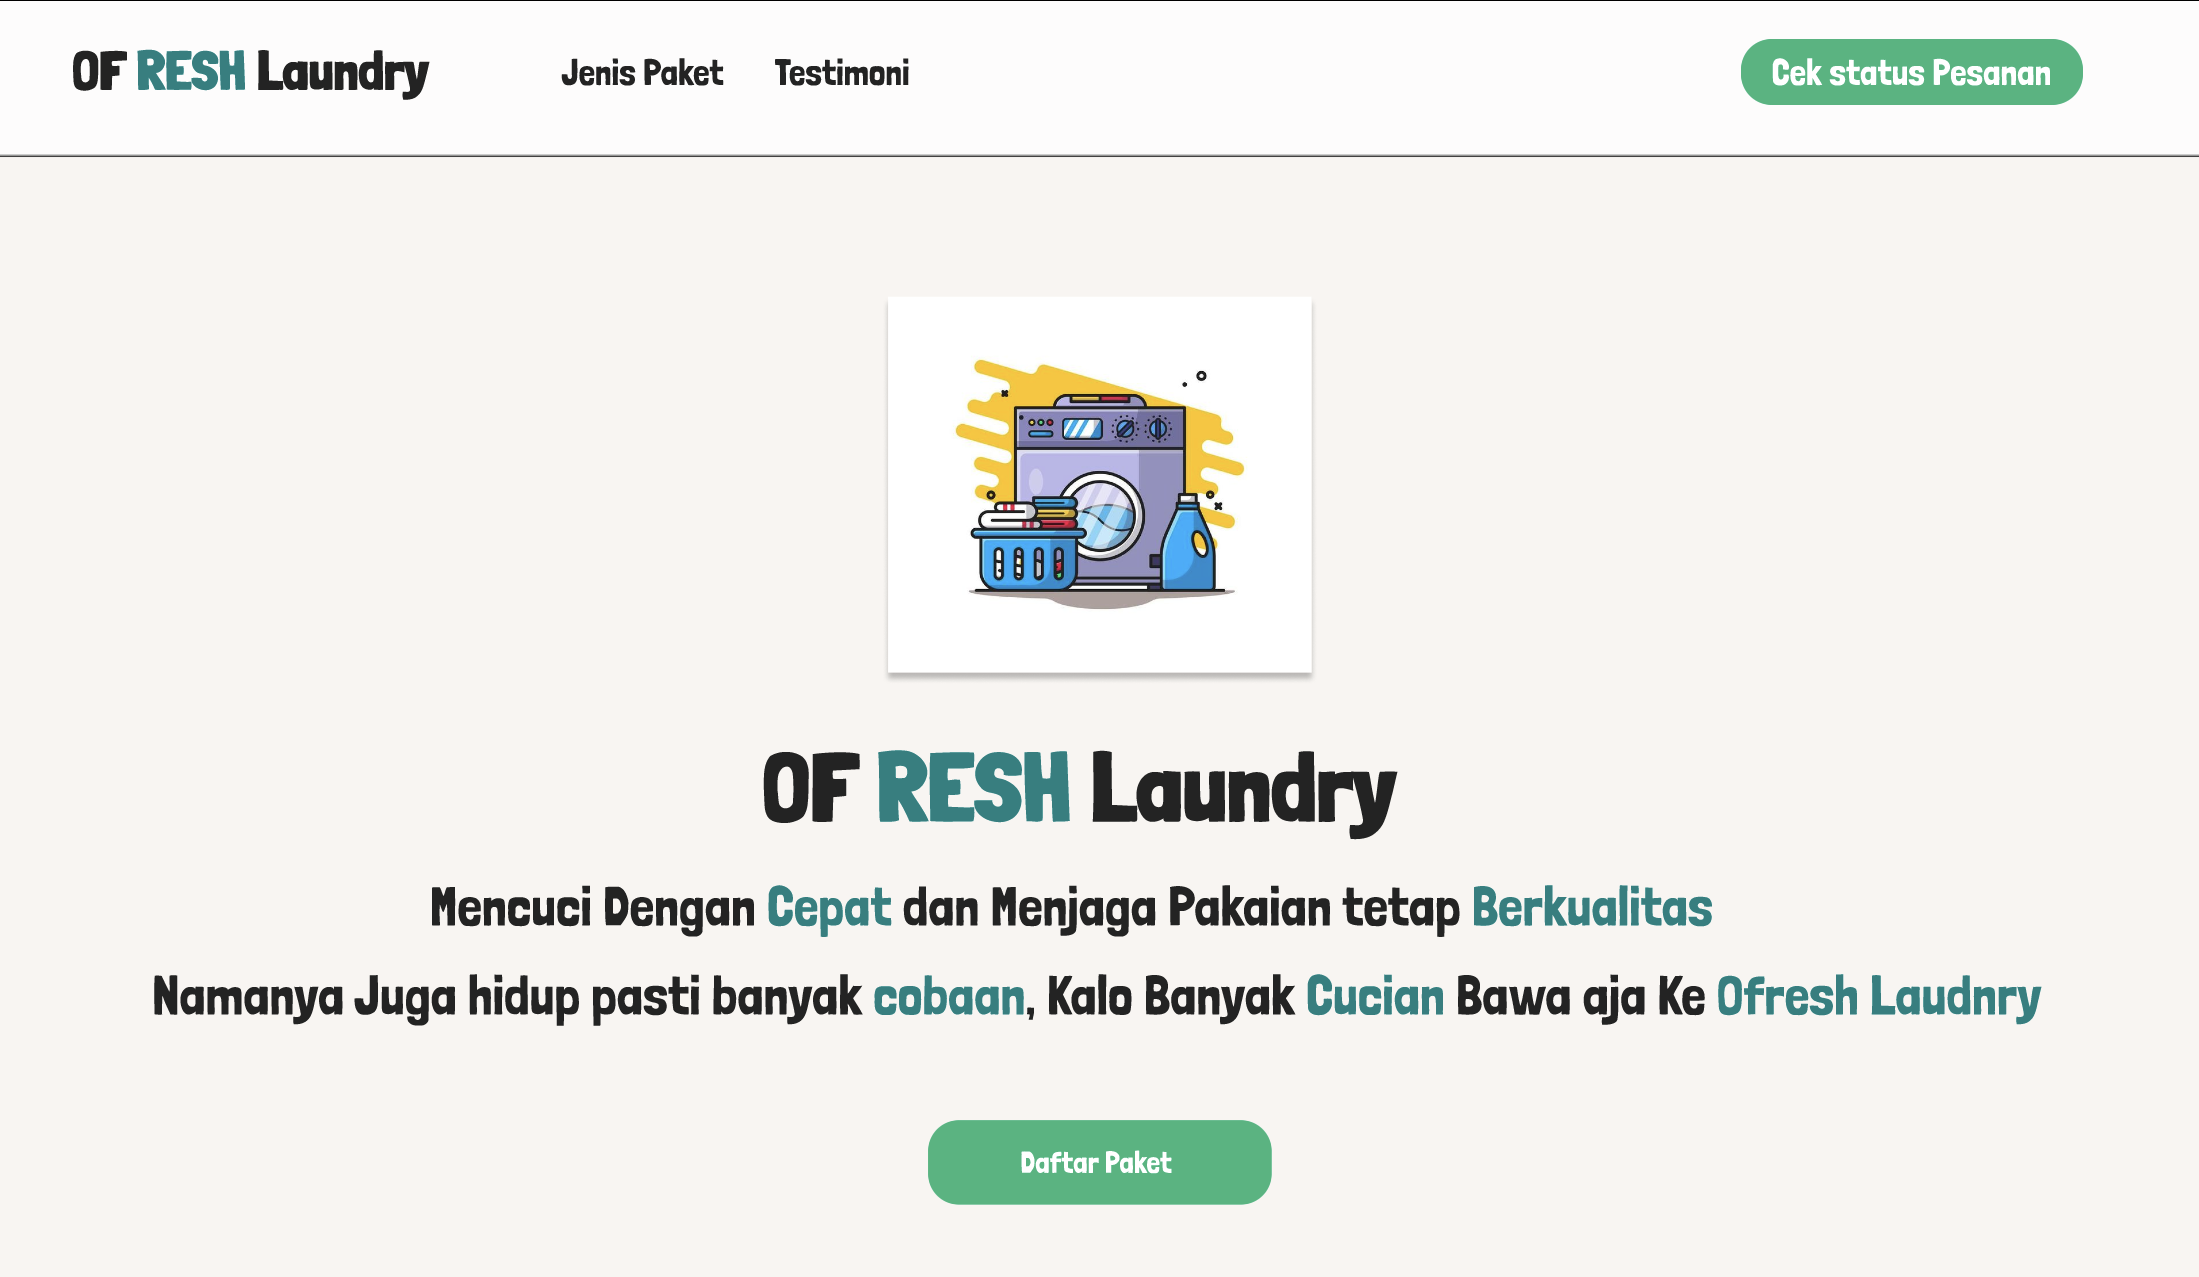 OF RESH Laundry
Jenis Paket
Testimoni
Cek status Pesanan
OF RESH Laundry
Mencuci Dengan Cepat dan Menjaga Pakaian tetap Berkualitas
Namanya Juga hidup pasti banyak cobaan, Kalo Banyak Cucian Bawa aja Ke Ofresh Laudnry
Daftar Paket